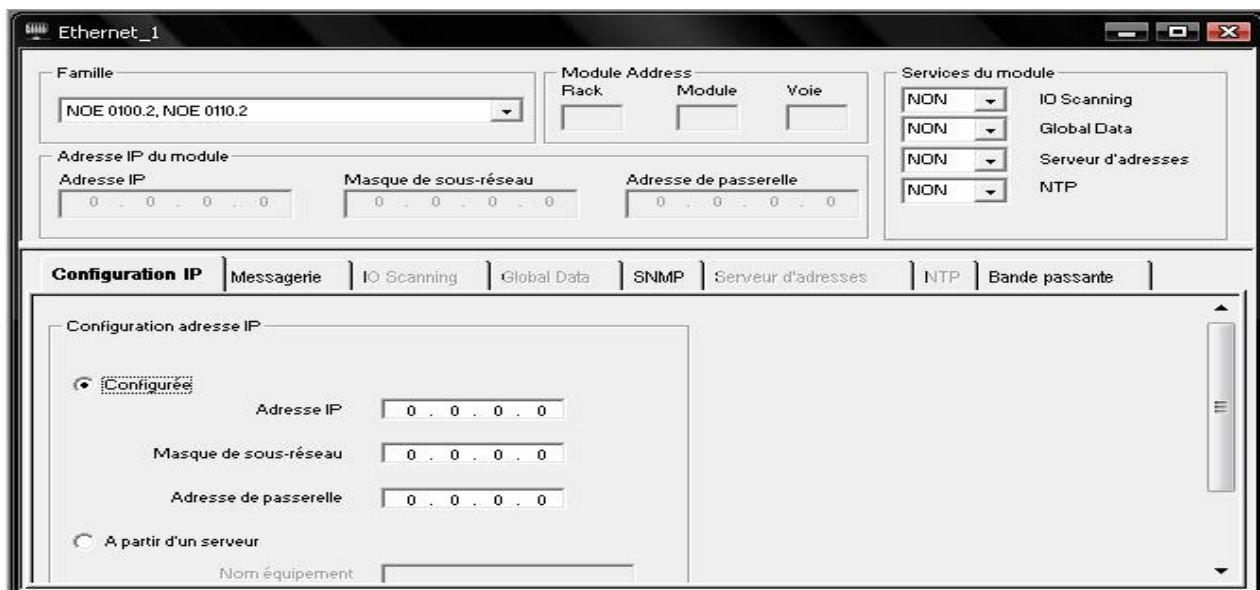 Ethernet_1
Famille
NOE 0100.2, NOE 0110.2
Module Address
Rack Module Voie
Services du module
NON IO Scanning
NON Global Data
NON Serveur d'adresses
NON NTP
Adresse IP du module
Adresse IP Masque de sous-réseau Adresse de passerelle
0 . 0 . 0 . 0 0 . 0 . 0 . 0 0 . 0 . 0 . 0
Configuration IP Messagerie IO Scanning Global Data SNMP Serveur d'adresses NTP Bande passante
Configuration adresse IP
Configurée
Adresse IP 0 . 0 . 0 . 0
Masque de sous-réseau 0 . 0 . 0 . 0
Adresse de passerelle 0 . 0 . 0 . 0
A partir d'un serveur
Nom équipement